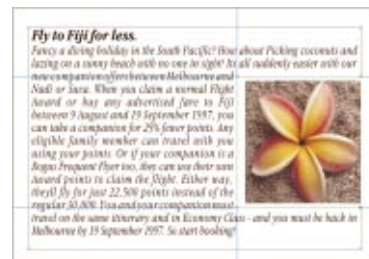 Fly to Fiji for less.
Fancy a diving holiday in the South Pacific? How about Picking coconuts and
lazing on a sunny beach with no one in sight? Its all suddenly easier with our
new companion offers between Melbourne and
Nadi or Suva. When you claim a normal Flight
Award or buy any advertised fare to Fiji
between 9 August and 19 September 1997, you
can take a companion for 25% fewer points. Any
eligible family member can travel with you
using your points. Or if your companion is a
Bogus Frequent Flyer too, they can use their own
Award points to claim the flight. Either way,
theyll fly for just 22,500 points instead of the
regular 30,000. You and your companion must
travel on the same itinerary and in Economy Class - and you must be back in
Melbourne by 19 September 1997. So start booking!